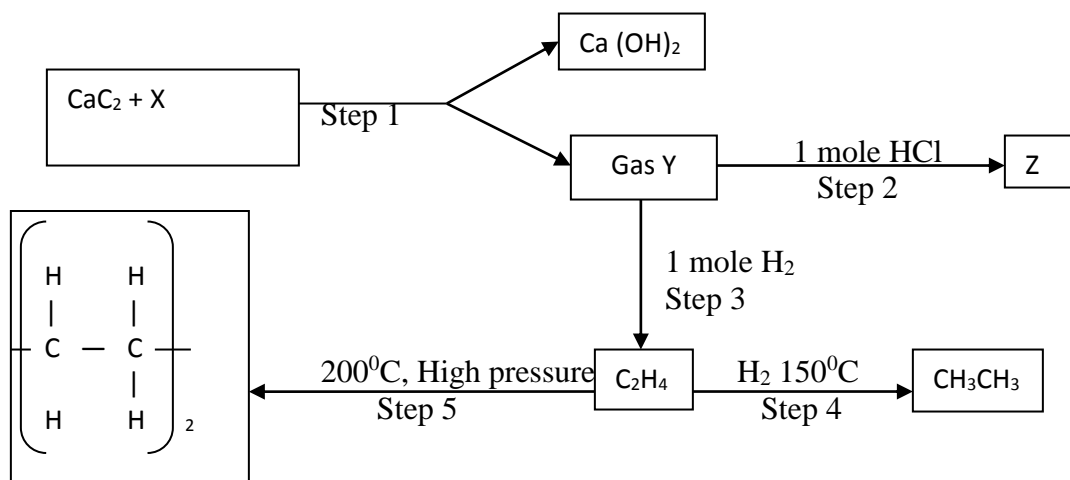 Ca (OH)₂
CaC₂ + X
Step 1
Gas Y
1 mole HCl
Step 2
Z
1 mole H₂
Step 3
H H
C — C
H H
2
200⁰C, High pressure
Step 5
C₂H₄
H₂ 150⁰C
Step 4
CH₃CH₃